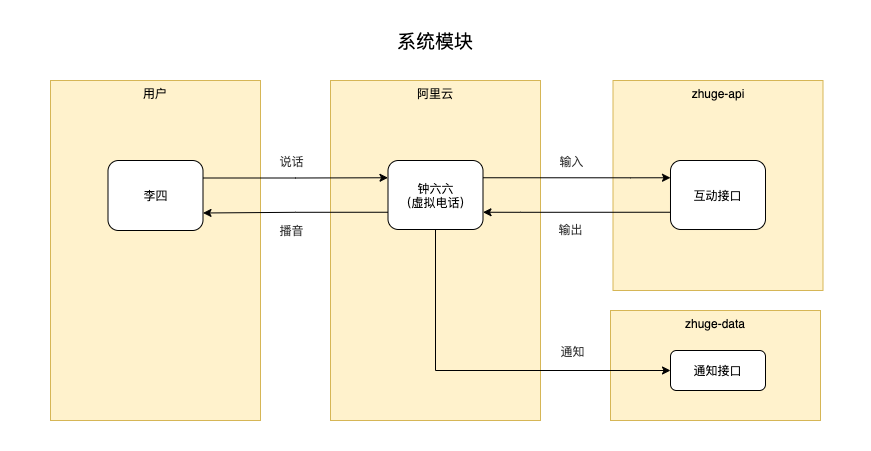 系统模块
用户
阿里云
zhuge-api
说话
输入
李四
钟六六
(虚拟电话)
互动接口
播音
输出
zhuge-data
通知
通知接口